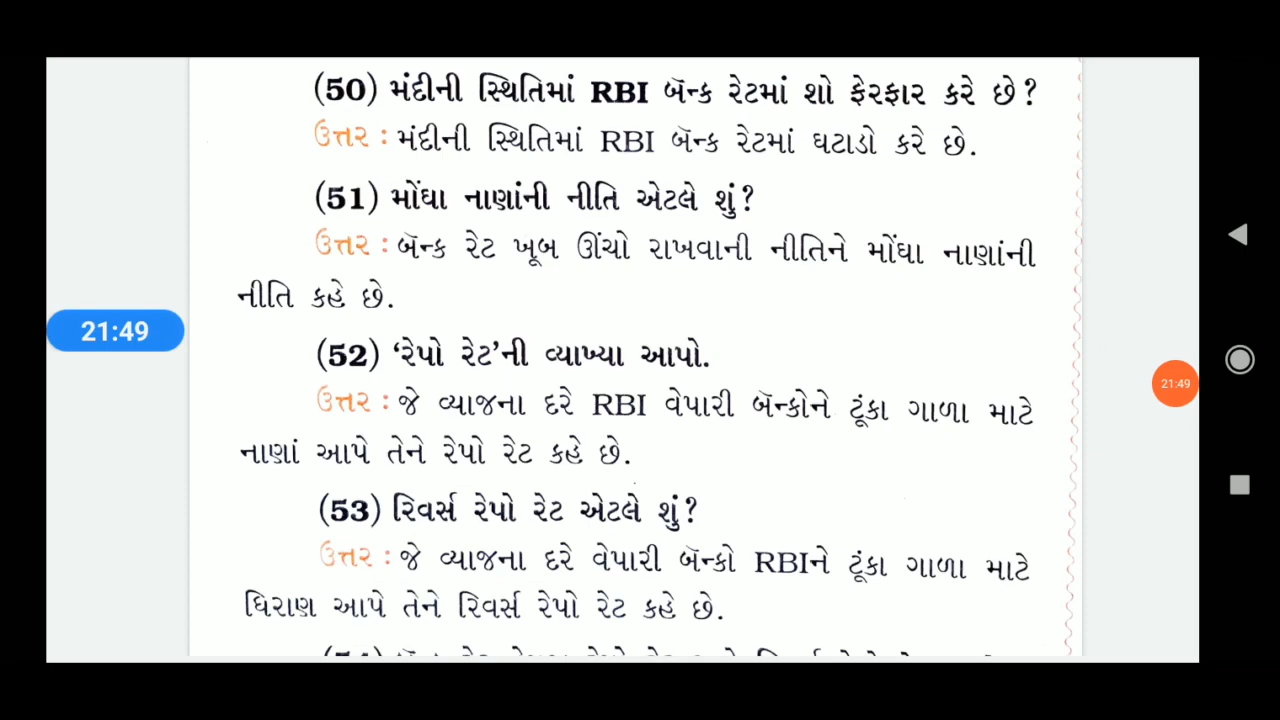 (50) મંદીની સ્થિતિમાં RBI બૅન્ક રેટમાં શો ફેરફાર કરે છે?
ઉત્તર : મંદીની સ્થિતિમાં RBI બૅન્ક રેટમાં ઘટાડો કરે છે.
(51) મોંઘા નાણાંની નીતિ એટલે શું?
ઉત્તર : બૅન્ક રેટ ખૂબ ઊંચો રાખવાની નીતિને મોંઘા નાણાંની
નીતિ કહે છે.
21:49
(52) ‘રેપો રેટ’ની વ્યાખ્યા આપો.
21:49
ઉત્તર : જે વ્યાજના દરે RBI વેપારી બૅન્કોને ટૂંકા ગાળા માટે
નાણાં આપે તેને રેપો રેટ કહે છે.
(53) રિવર્સ રેપો રેટ એટલે શું?
ઉત્તર : જે વ્યાજના દરે વેપારી બૅન્કો RBIને ટૂંકા ગાળા માટે
ધિરાણ આપે તેને રિવર્સ રેપો રેટ કહે છે.